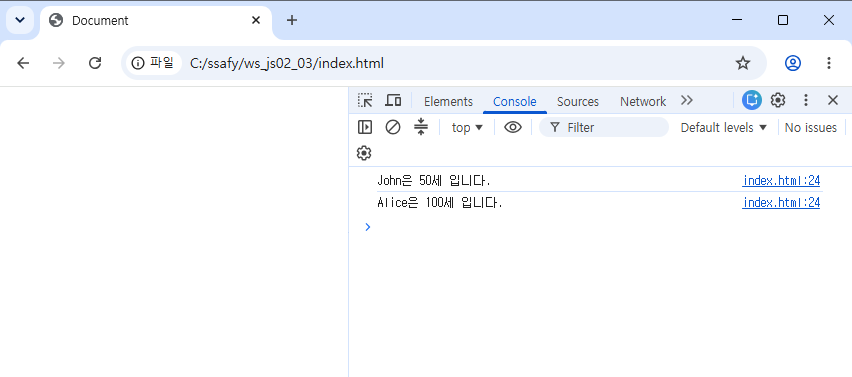 Document
파일 C:/ssafy/ws_js02_03/index.html
Elements Console Sources Network
top Filter Default levels No issues
John은 50세 입니다. index.html:24
Alice은 100세 입니다. index.html:24